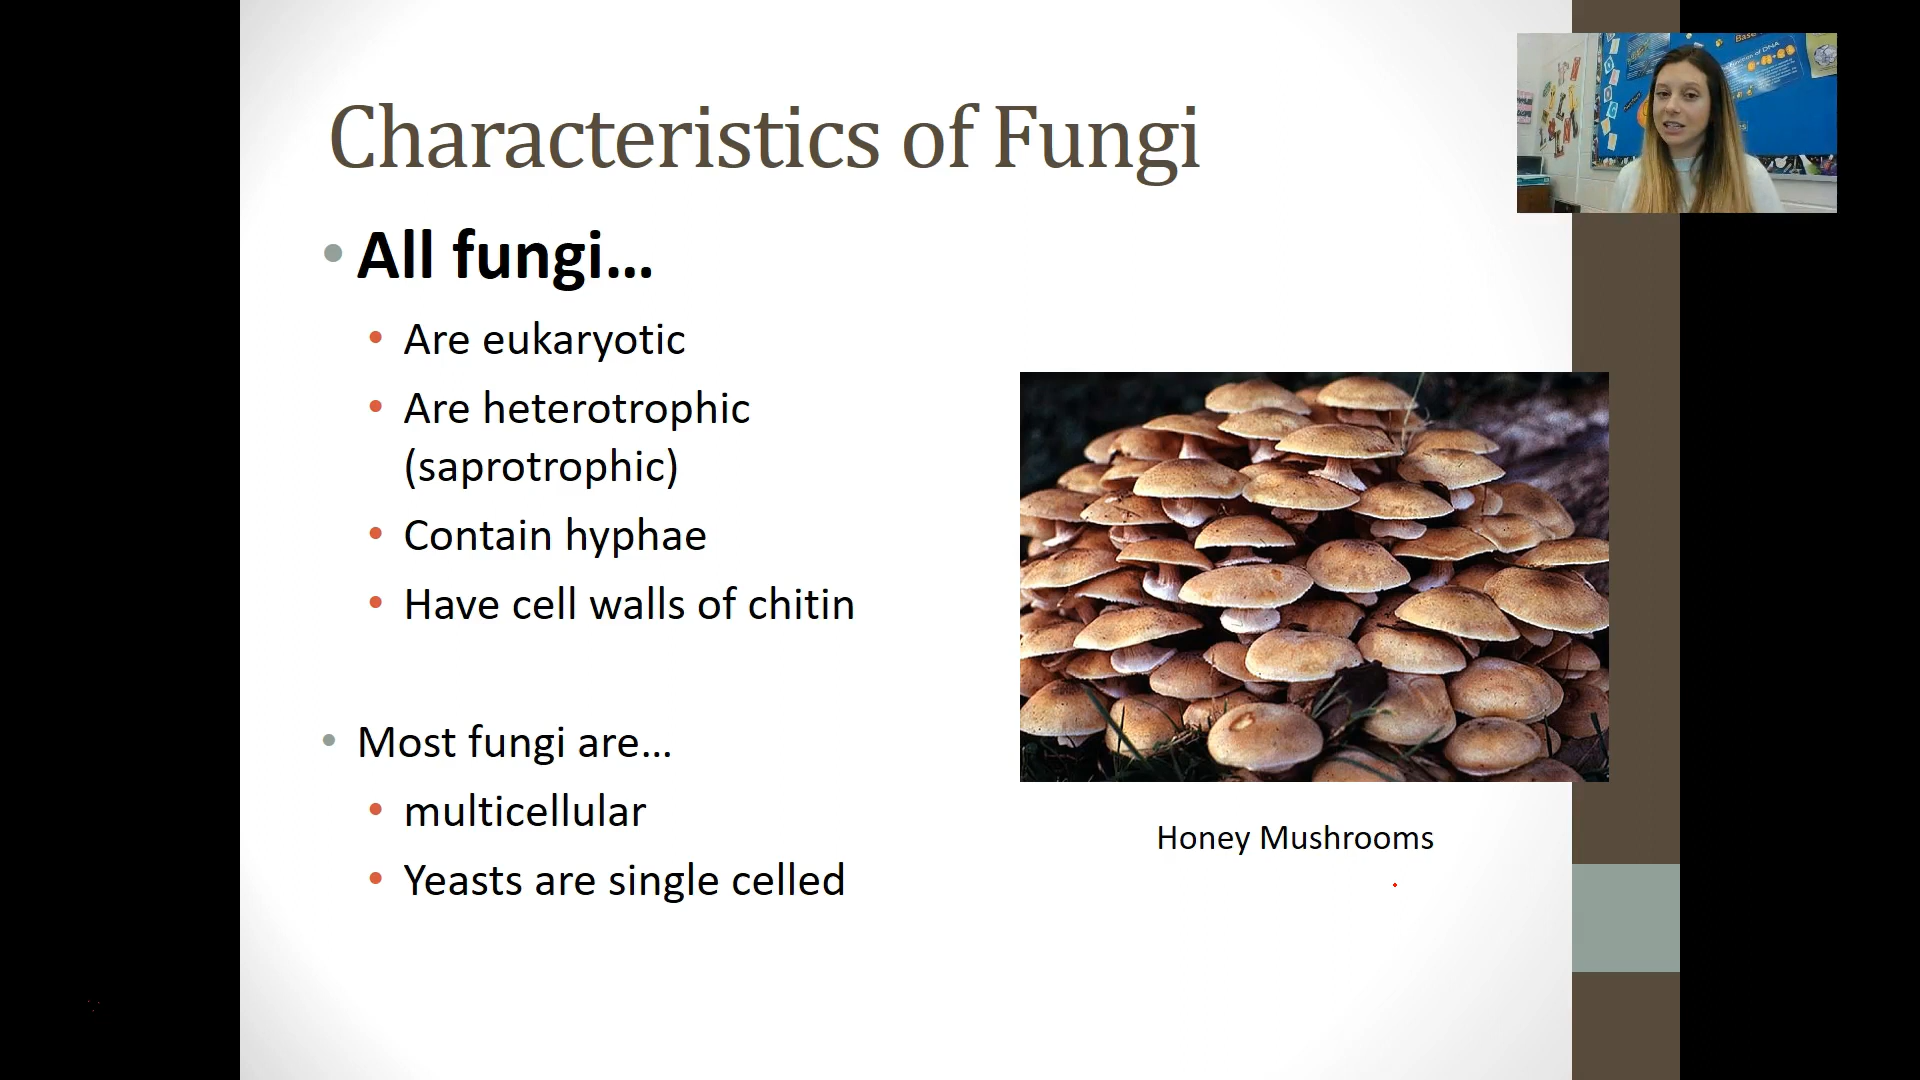 Characteristics of Fungi
• All fungi...
• Are eukaryotic
• Are heterotrophic
(saprotrophic)
• Contain hyphae
• Have cell walls of chitin
• Most fungi are...
• multicellular
• Yeasts are single celled
Honey Mushrooms